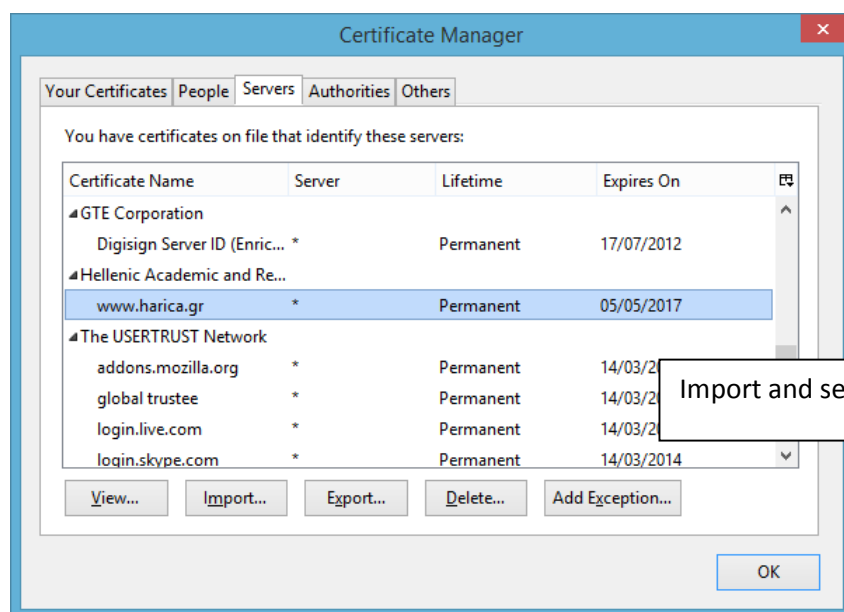 Certificate Manager
Your Certificates People Servers Authorities Others
You have certificates on file that identify these servers:
Certificate Name Server Lifetime Expires On
GTE Corporation
Digisign Server ID (Enric... * Permanent 17/07/2012
Hellenic Academic and Re...
www.harica.gr * Permanent 05/05/2017
The USERTRUST Network
addons.mozilla.org * Permanent 14/03/2
global trustee * Permanent 14/03/2
login.live.com * Permanent 14/03/2
login.skype.com * Permanent 14/03/2014
Import and se
View... Import... Export... Delete... Add Exception...
OK